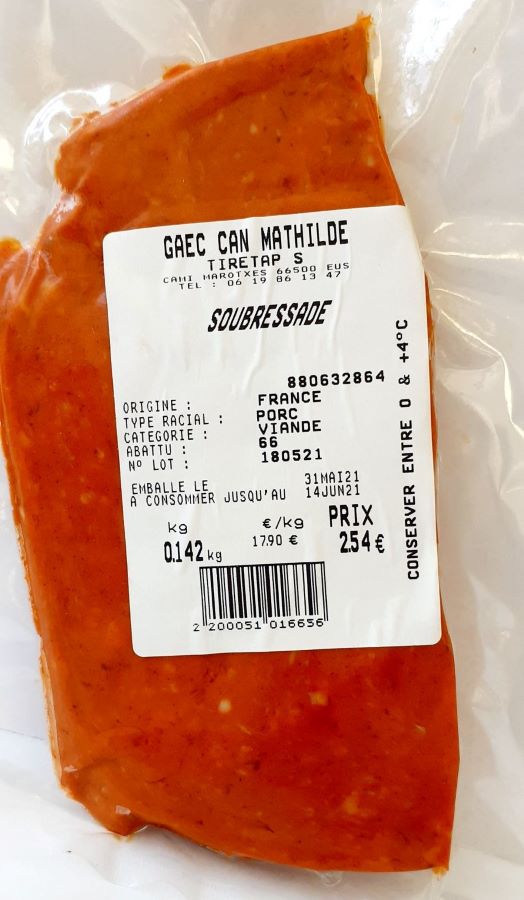 GAEC CAN MATHILDE
TIRETAP S
CAMI MAROTXES 66500 EUS
TEL : 06 19 86 13 47
SOUBRESSADE
880632864
ORIGINE : FRANCE
TYPE RACIAL : PORC
CATEGORIE : VIANDE
ABATTU : 66
N° LOT : 180521
EMBALLE LE 31MAI21
A CONSOMMER JUSQU'AU 14JUN21
kg €/kg PRIX
0.142 kg 17.90 € 2.54 €
2 200051 016656
CONSERVER ENTRE 0 & +4°C